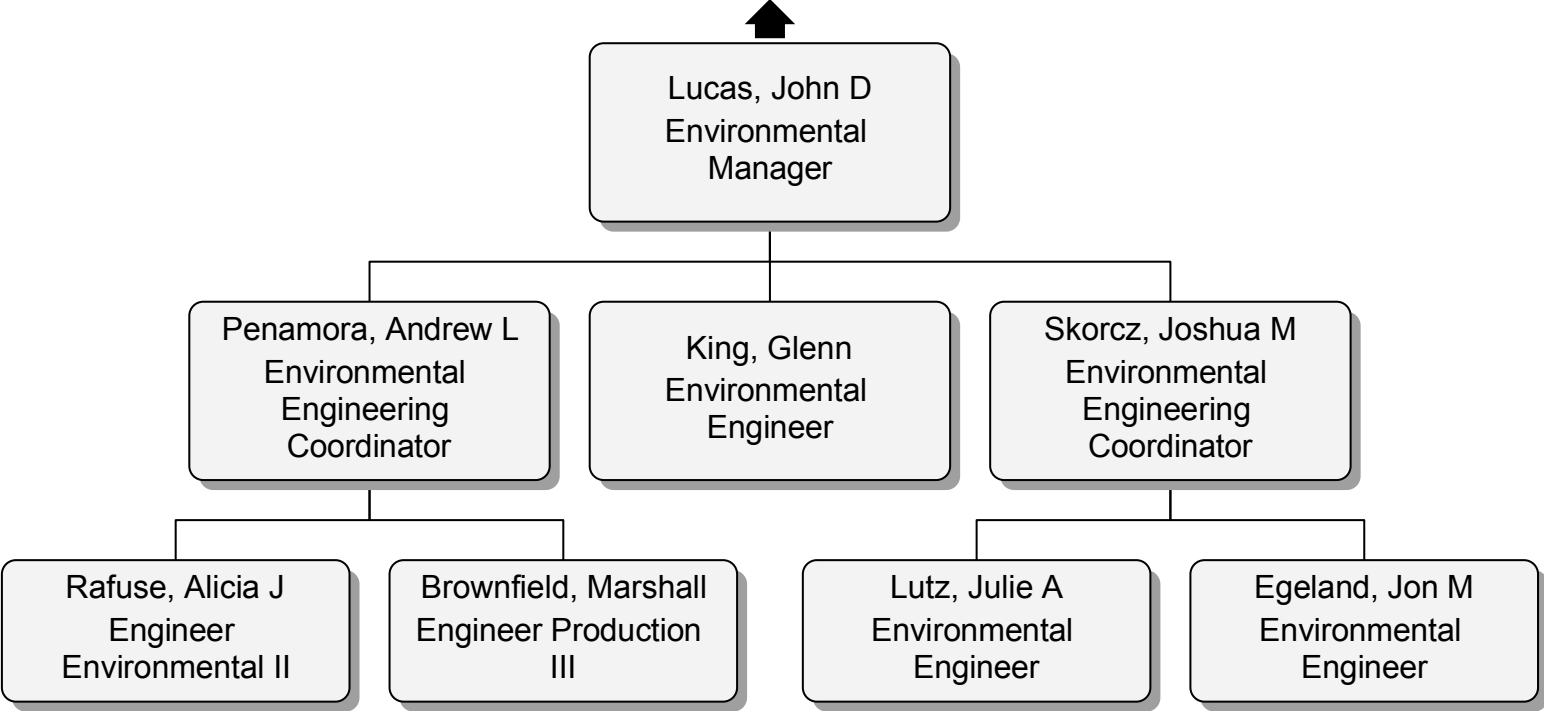 Lucas, John D
Environmental
Manager
Penamora, Andrew L
Environmental
Engineering
Coordinator
King, Glenn
Environmental
Engineer
Skorcz, Joshua M
Environmental
Engineering
Coordinator
Rafuse, Alicia J
Engineer
Environmental II
Brownfield, Marshall
Engineer Production
III
Lutz, Julie A
Environmental
Engineer
Egeland, Jon M
Environmental
Engineer